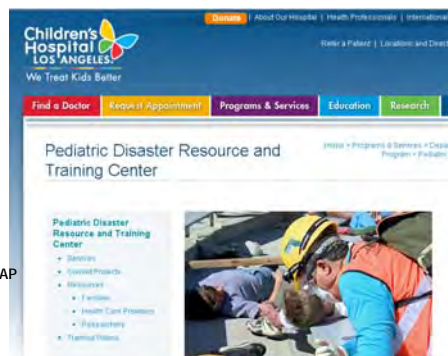 Donate | About Our Hospital | Health Professionals | International
Children's
Hospital
LOS ANGELES
Refer a Patient | Locations and Direct
We Treat Kids Better
Find a Doctor Request Appointment Programs & Services Education Research
Pediatric Disaster Resource and
Training Center
Home > Programs & Services > Depa
Program > Pediatric
Pediatric Disaster
Resource and Training
Center
Services
Current Projects
Resources
Families
Health Care Providers
Researchers
Training Videos
AP